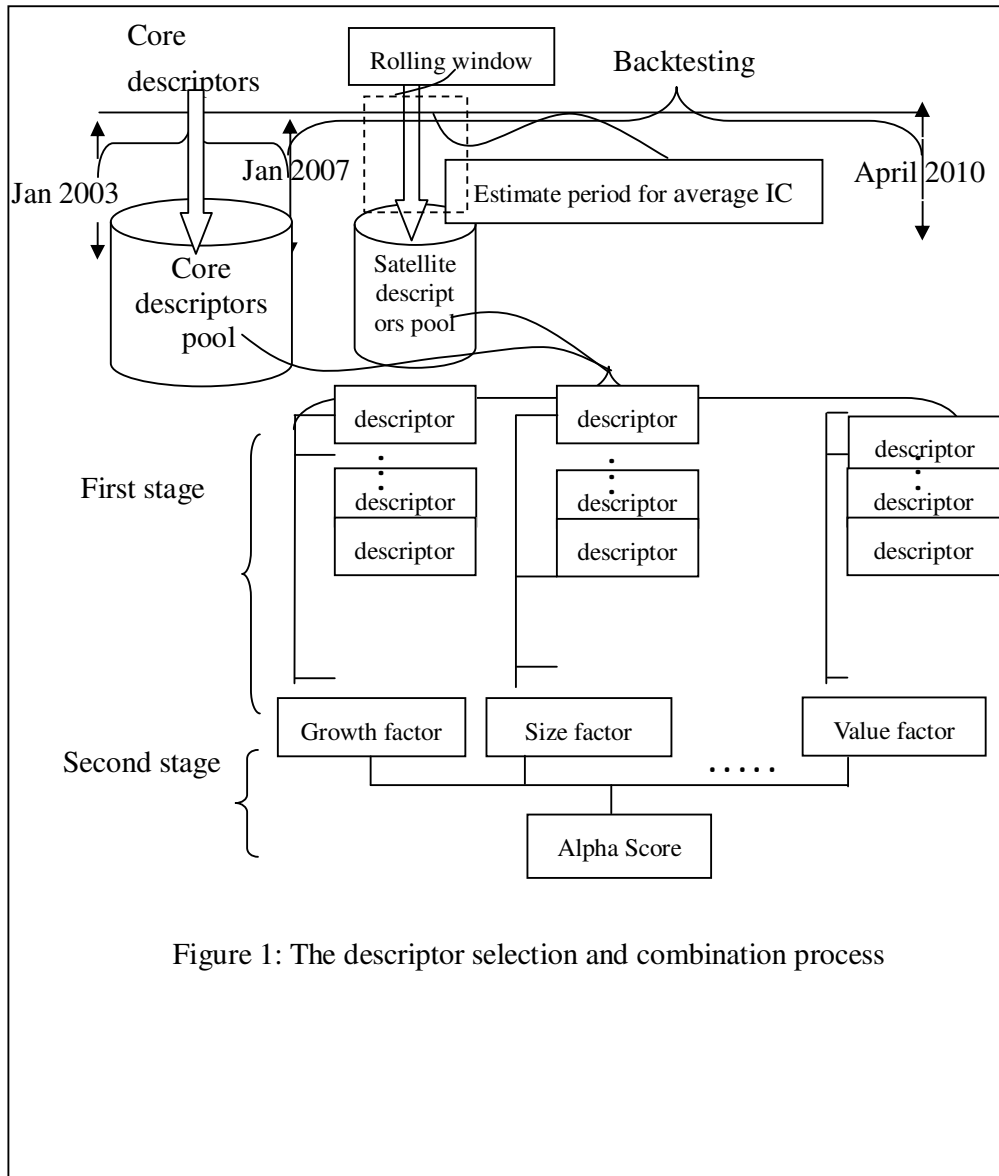 Core
descriptors
Rolling window
Backtesting
Jan 2003
Jan 2007
April 2010
Estimate period for average IC
Core
descriptors
pool
Satellite
descript
ors pool
First stage
descriptor
descriptor
descriptor
descriptor
descriptor
descriptor
descriptor
descriptor
descriptor
Growth factor
Size factor
.....
Value factor
Second stage
Alpha Score
Figure 1: The descriptor selection and combination process